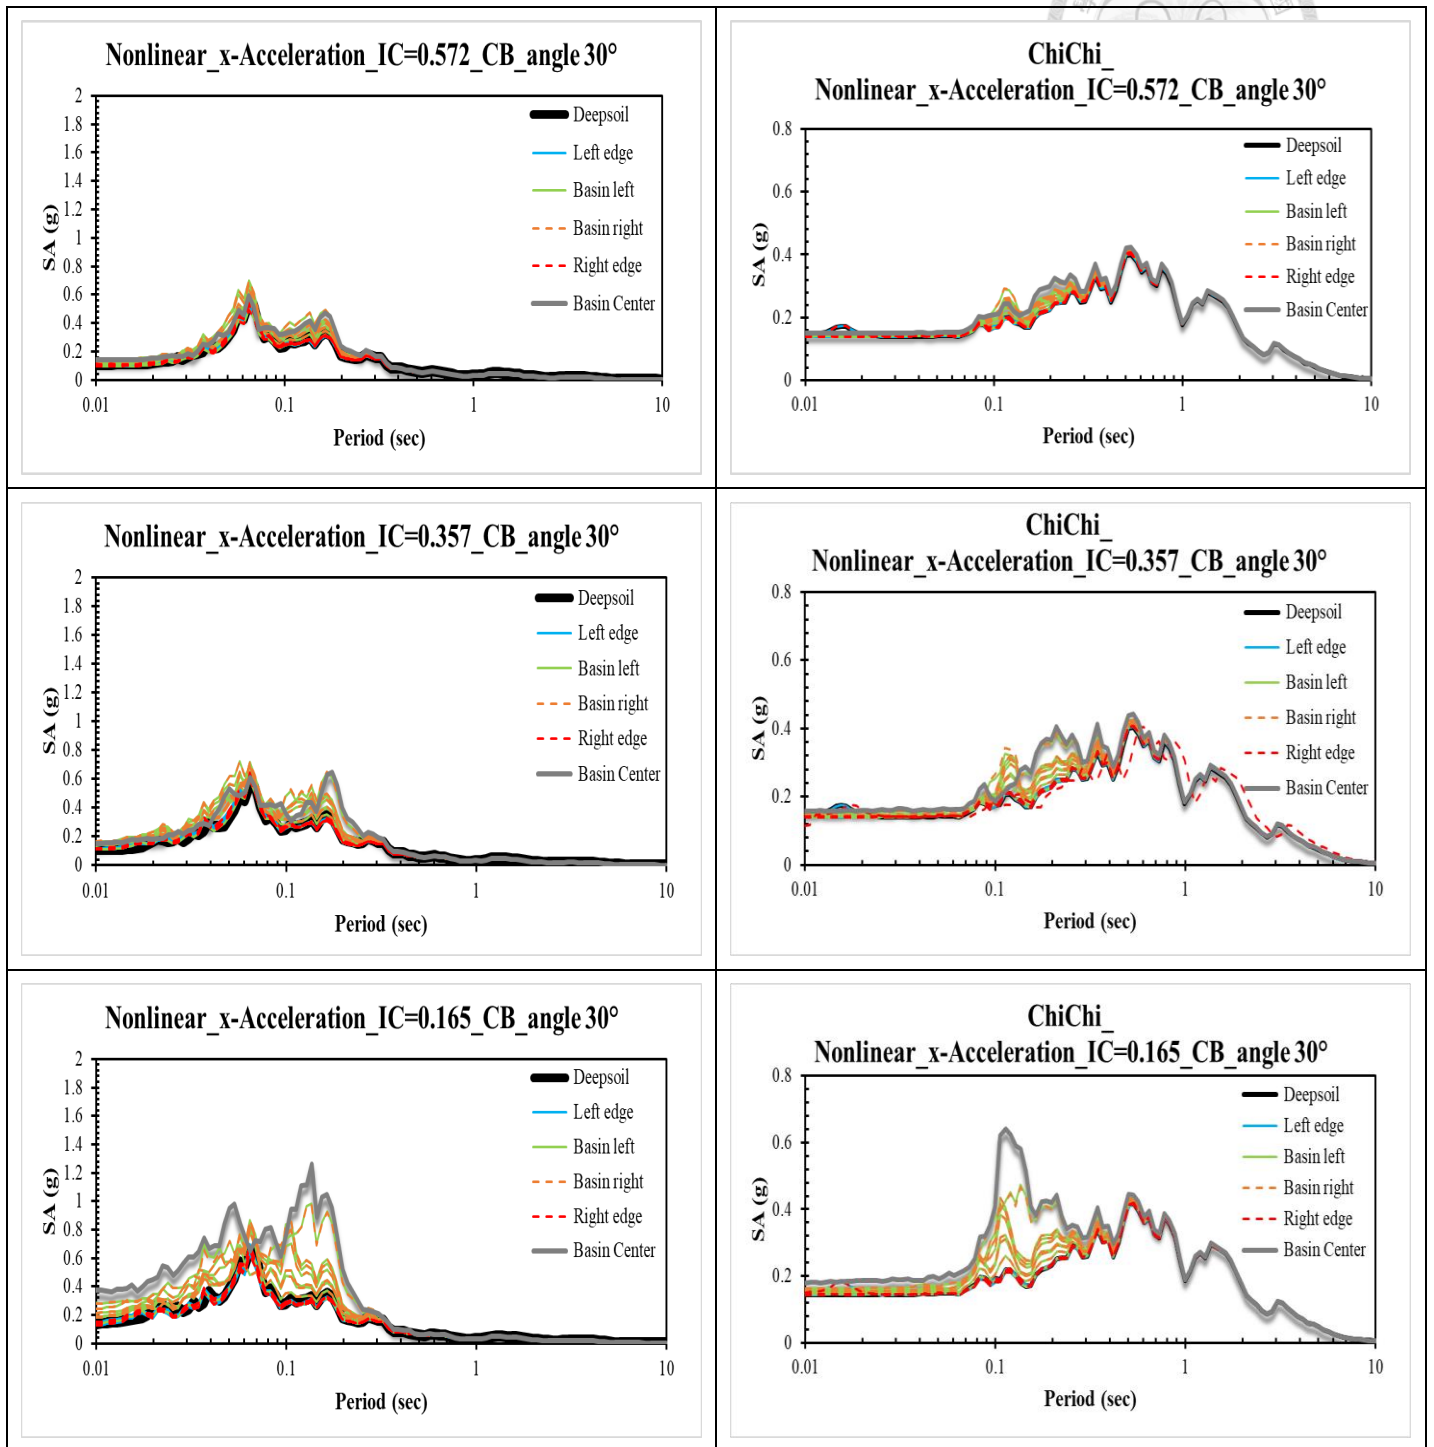 Nonlinear_x-Acceleration_IC=0.572_CB_angle 30°
2
1.8
1.6
1.4
1.2
1
0.8
0.6
0.4
0.2
0
SA (g)
0.01
0.1
1
10
Period (sec)
Deepsoil
Left edge
Basin left
Basin right
Right edge
Basin Center
ChiChi_
Nonlinear_x-Acceleration_IC=0.572_CB_angle 30°
0.8
0.6
0.4
0.2
0
SA (g)
0.01
0.1
1
10
Period (sec)
Deepsoil
Left edge
Basin left
Basin right
Right edge
Basin Center
Nonlinear_x-Acceleration_IC=0.357_CB_angle 30°
2
1.8
1.6
1.4
1.2
1
0.8
0.6
0.4
0.2
0
SA (g)
0.01
0.1
1
10
Period (sec)
Deepsoil
Left edge
Basin left
Basin right
Right edge
Basin Center
ChiChi_
Nonlinear_x-Acceleration_IC=0.357_CB_angle 30°
0.8
0.6
0.4
0.2
0
SA (g)
0.01
0.1
1
10
Period (sec)
Deepsoil
Left edge
Basin left
Basin right
Right edge
Basin Center
Nonlinear_x-Acceleration_IC=0.165_CB_angle 30°
2
1.8
1.6
1.4
1.2
1
0.8
0.6
0.4
0.2
0
SA (g)
0.01
0.1
1
10
Period (sec)
Deepsoil
Left edge
Basin left
Basin right
Right edge
Basin Center
ChiChi_
Nonlinear_x-Acceleration_IC=0.165_CB_angle 30°
0.8
0.6
0.4
0.2
0
SA (g)
0.01
0.1
1
10
Period (sec)
Deepsoil
Left edge
Basin left
Basin right
Right edge
Basin Center